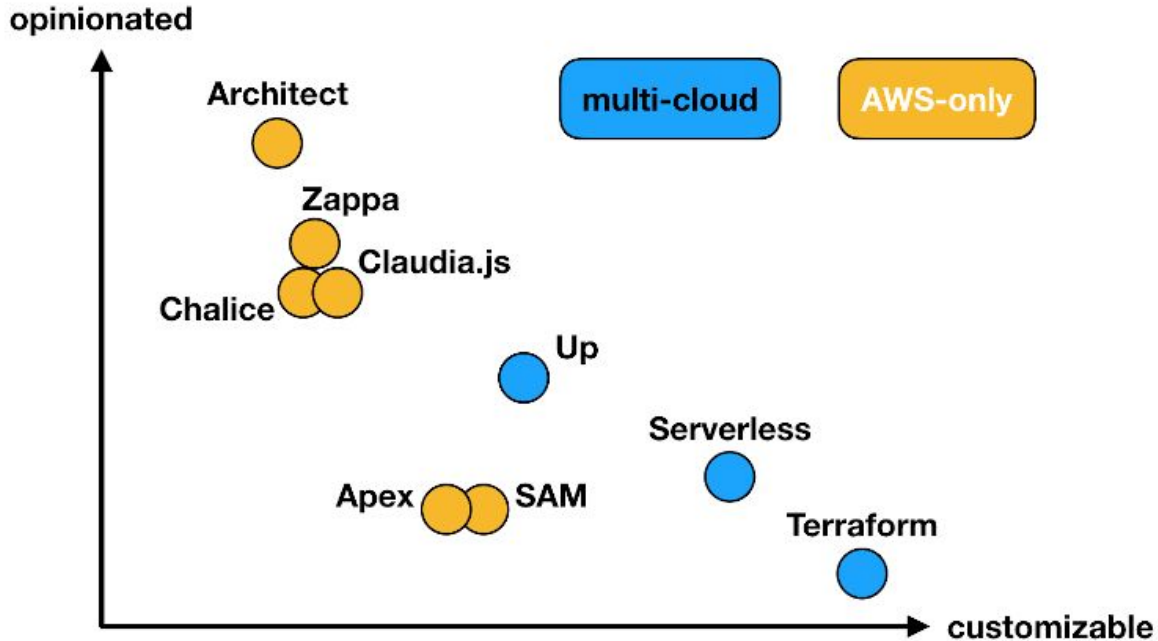 opinionated
Architect
multi-cloud
AWS-only
Zappa
Claudia.js
Chalice
Up
Serverless
Apex
SAM
Terraform
customizable